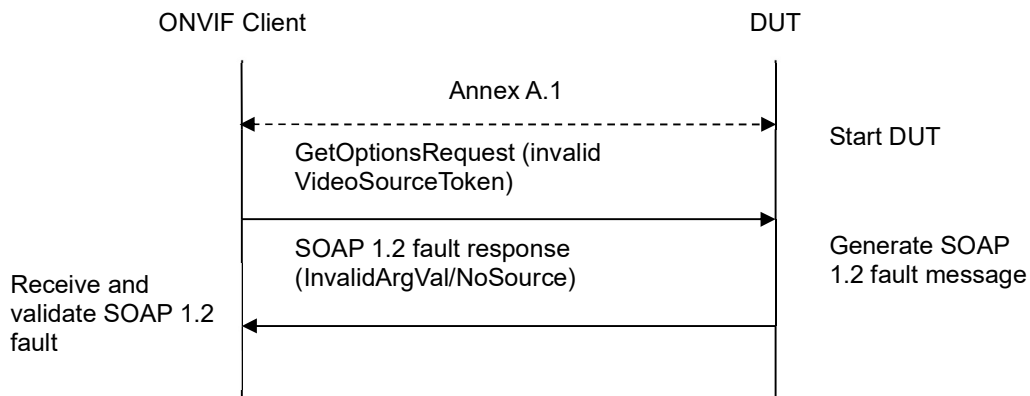 ONVIF Client
DUT
Annex A.1
Start DUT
GetOptionsRequest (invalid
VideoSourceToken)
SOAP 1.2 fault response
(InvalidArgVal/NoSource)
Generate SOAP
1.2 fault message
Receive and
validate SOAP 1.2
fault